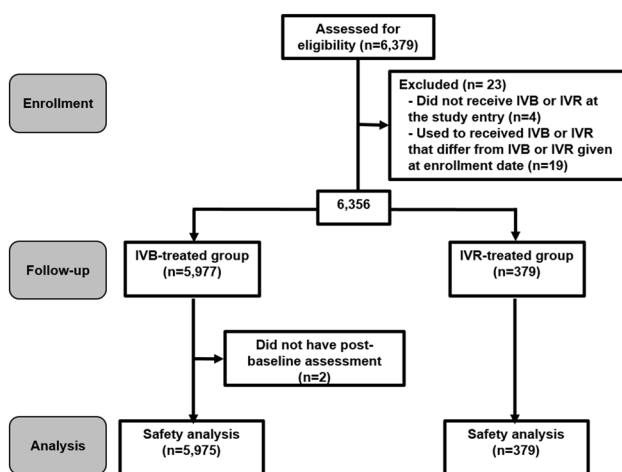 Assessed for
eligibility (n=6,379)
Enrollment
Excluded (n= 23)
- Did not receive IVB or IVR at
the study entry (n=4)
- Used to received IVB or IVR
that differ from IVB or IVR given
at enrollment date (n=19)
6,356
Follow-up
IVB-treated group
(n=5,977)
IVR-treated group
(n=379)
Did not have post-
baseline assessment
(n=2)
Analysis
Safety analysis
(n=5,975)
Safety analysis
(n=379)